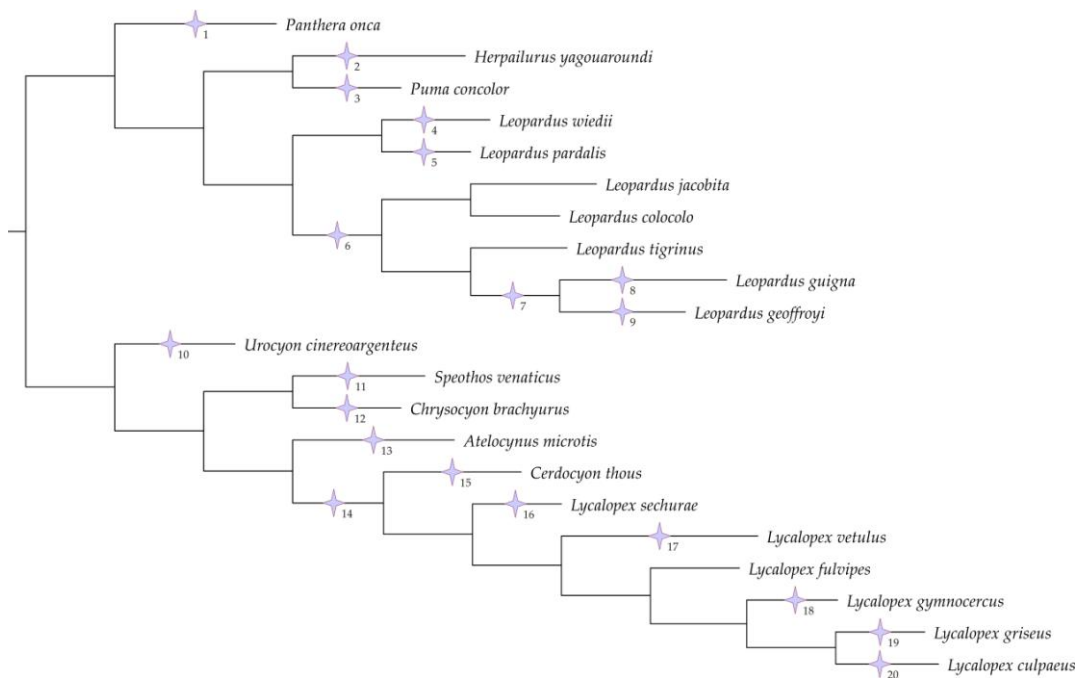 1 Panthera onca
2 Herpailurus yagouaroundi
3 Puma concolor
4 Leopardus wiedii
5 Leopardus pardalis
Leopardus jacobita
Leopardus colocolo
6
Leopardus tigrinus
7
8 Leopardus guigna
9 Leopardus geoffroyi
10 Urocyon cinereoargenteus
11 Speothos venaticus
12 Chrysocyon brachyurus
13 Atelocynus microtis
15 Cerdocyon thous
14
16 Lycalopex sechurae
17 Lycalopex vetulus
Lycalopex fulvipes
18 Lycalopex gymnocercus
19 Lycalopex griseus
20 Lycalopex culpaeus